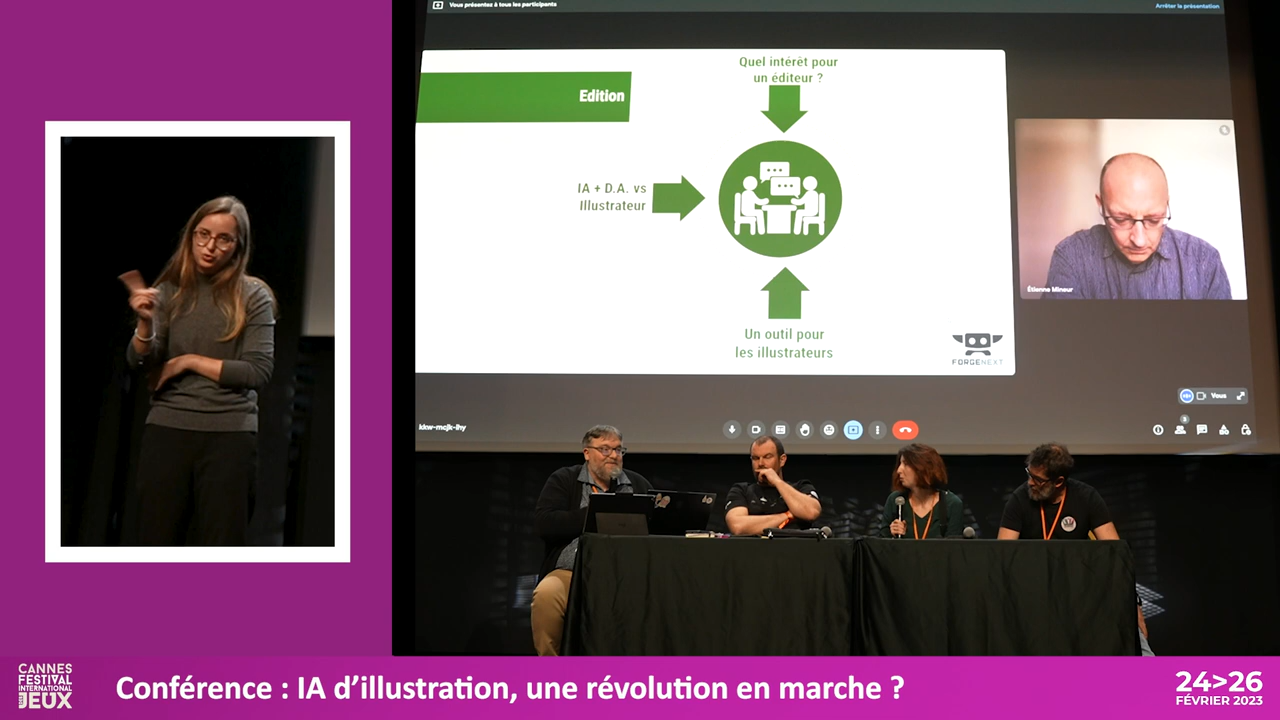 Vous présentez à tous les participants
Arrêter la présentation
Quel intérêt pour
un éditeur ?
Edition
IA + D.A. vs
Illustrateur
Un outil pour
les illustrateurs
FORGENEXT
Étienne Mineur
Vous
kkw-mcjk-ihy
CANNES
FESTIVAL
INTERNATIONAL
DES JEUX
Conférence : IA d’illustration, une révolution en marche ?
24>26
FÉVRIER 2023